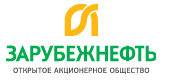 ЗАРУБЕЖНЕФТЬ
ОТКРЫТОЕ АКЦИОНЕРНОЕ ОБЩЕСТВО